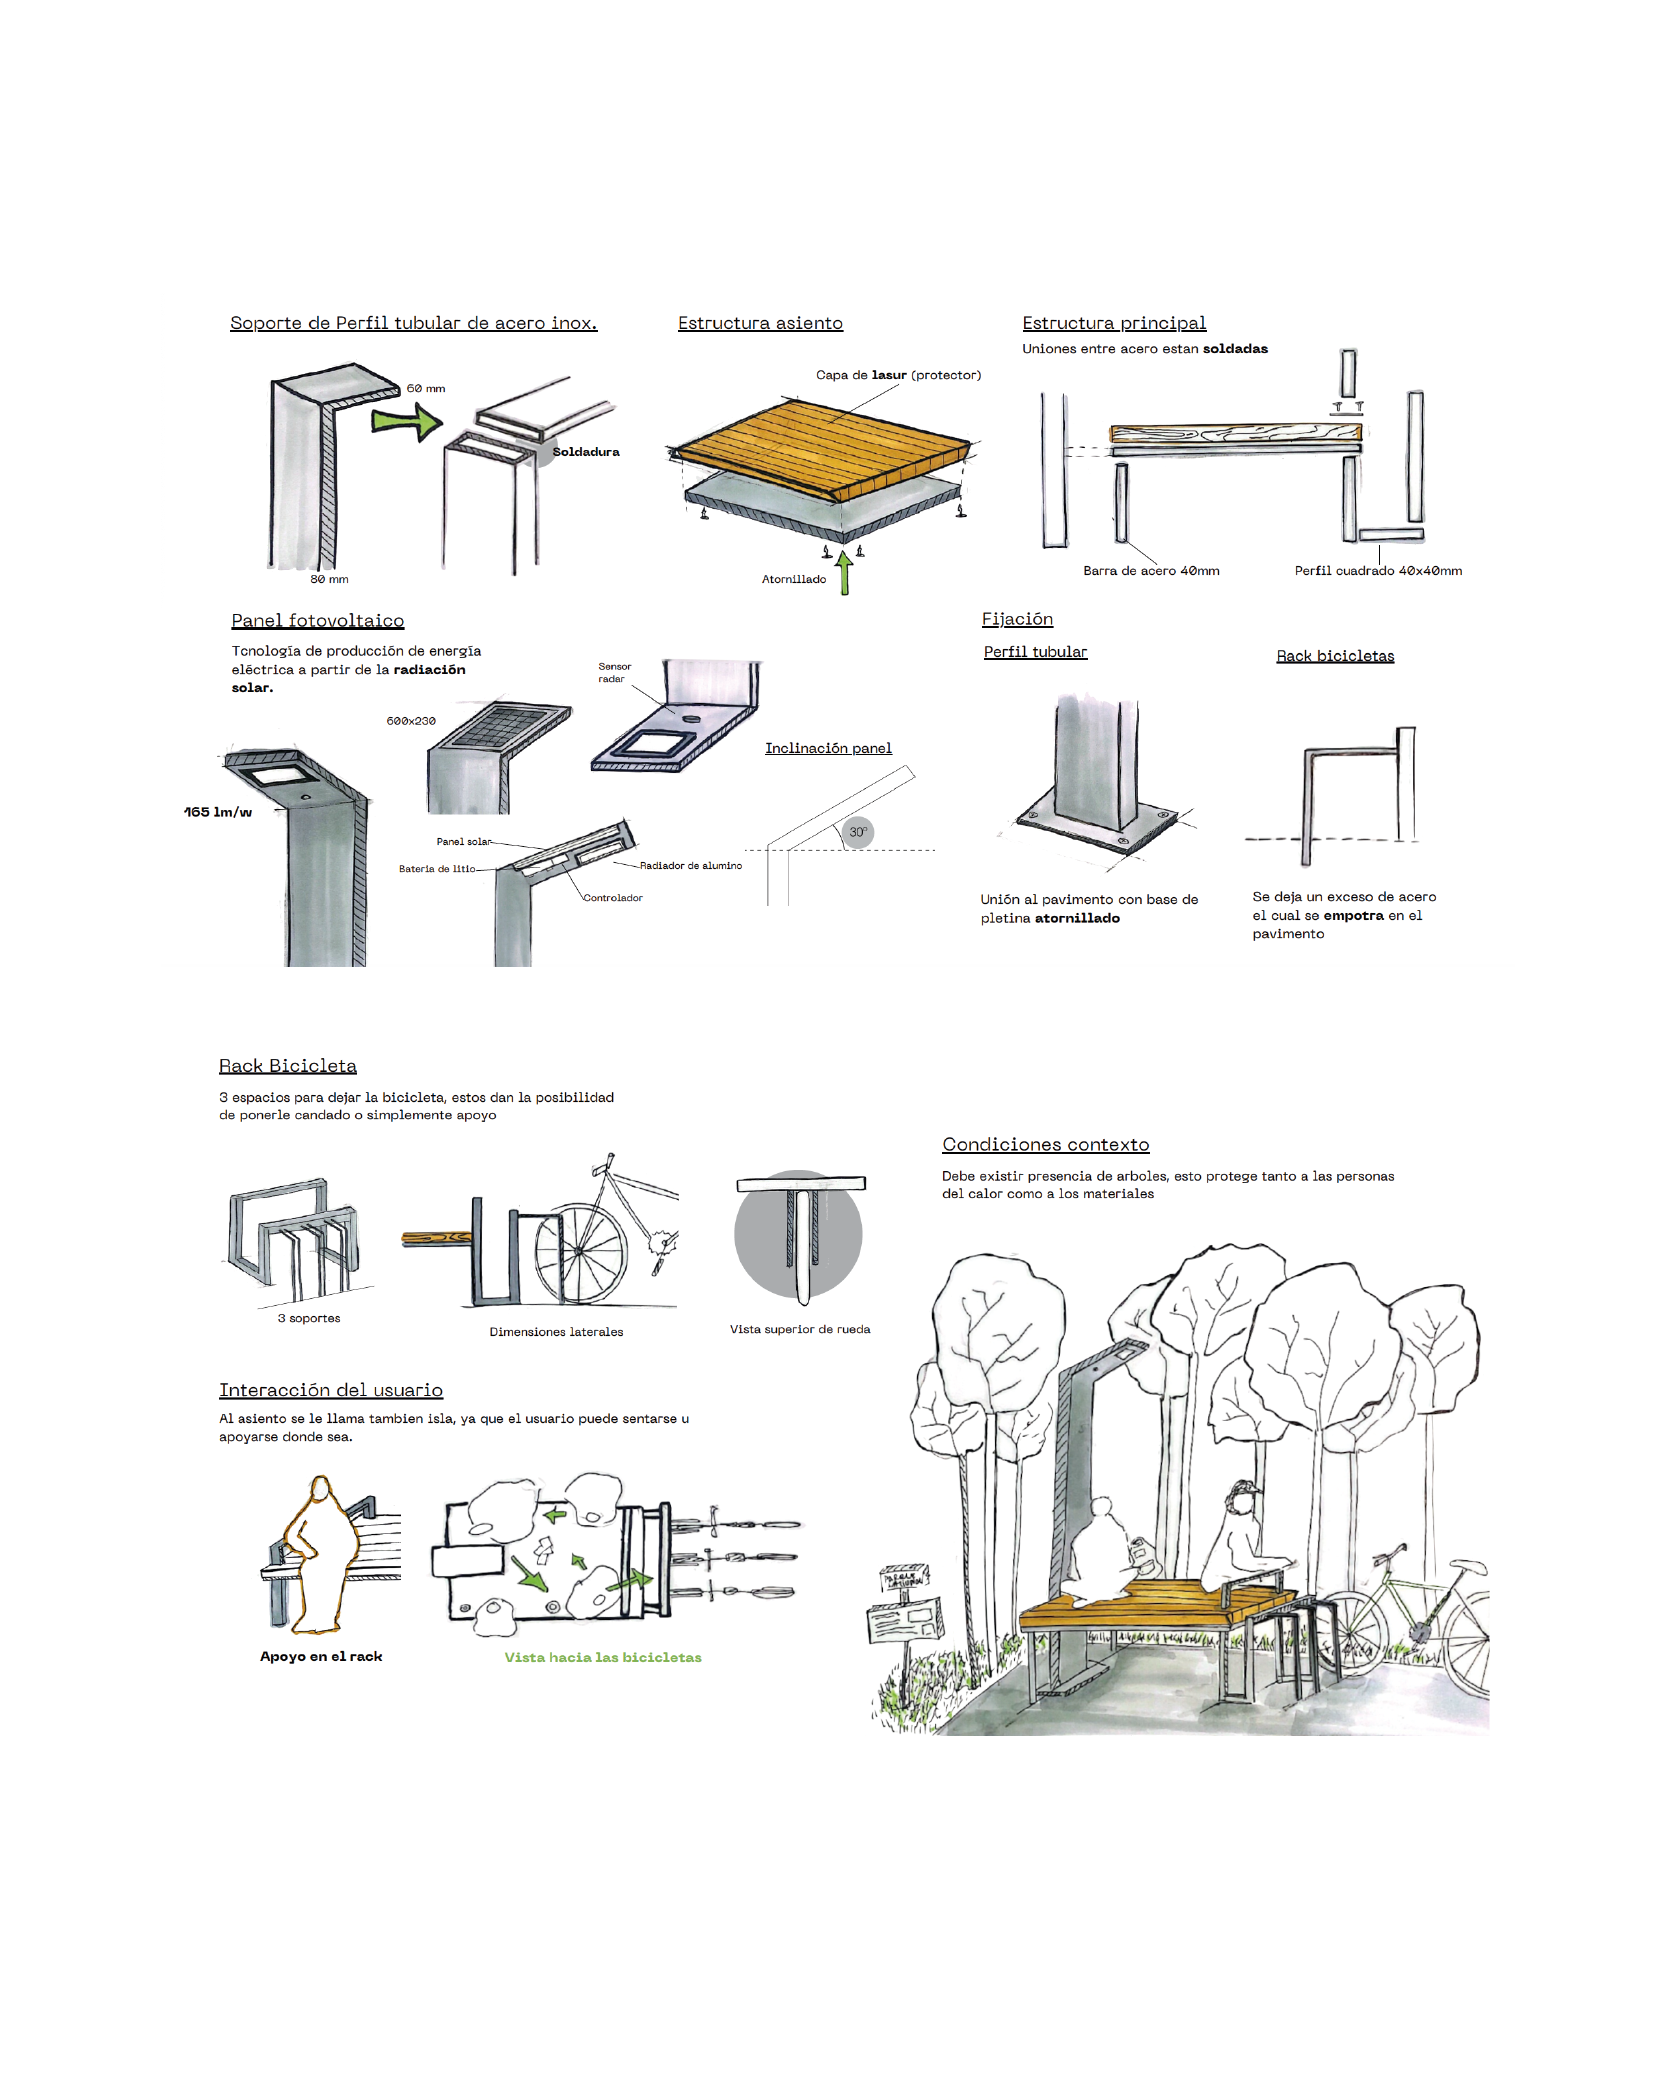 Soporte de Perfil tubular de acero inox.
60 mm
Soldadura
80 mm
Estructura asiento
Capa de lasur (protector)
Atornillado
Estructura principal
Uniones entre acero estan soldadas
Barra de acero 40mm
Perfil cuadrado 40x40mm
Panel fotovoltaico
Tcnología de producción de energía
eléctrica a partir de la radiación
solar.
165 lm/w
600x230
Sensor
radar
Panel solar
Bateria de litio
Radiador de alumino
Controlador
Inclinación panel
30º
Fijación
Perfil tubular
Unión al pavimento con base de
pletina atornillado
Rack bicicletas
Se deja un exceso de acero
el cual se empotra en el
pavimento
Rack Bicicleta
3 espacios para dejar la bicicleta, estos dan la posibilidad
de ponerle candado o simplemente apoyo
3 soportes
Dimensiones laterales
Vista superior de rueda
Interacción del usuario
Al asiento se le llama tambien isla, ya que el usuario puede sentarse u
apoyarse donde sea.
Apoyo en el rack
Vista hacia las bicicletas
Condiciones contexto
Debe existir presencia de arboles, esto protege tanto a las personas
del calor como a los materiales
PARQUE